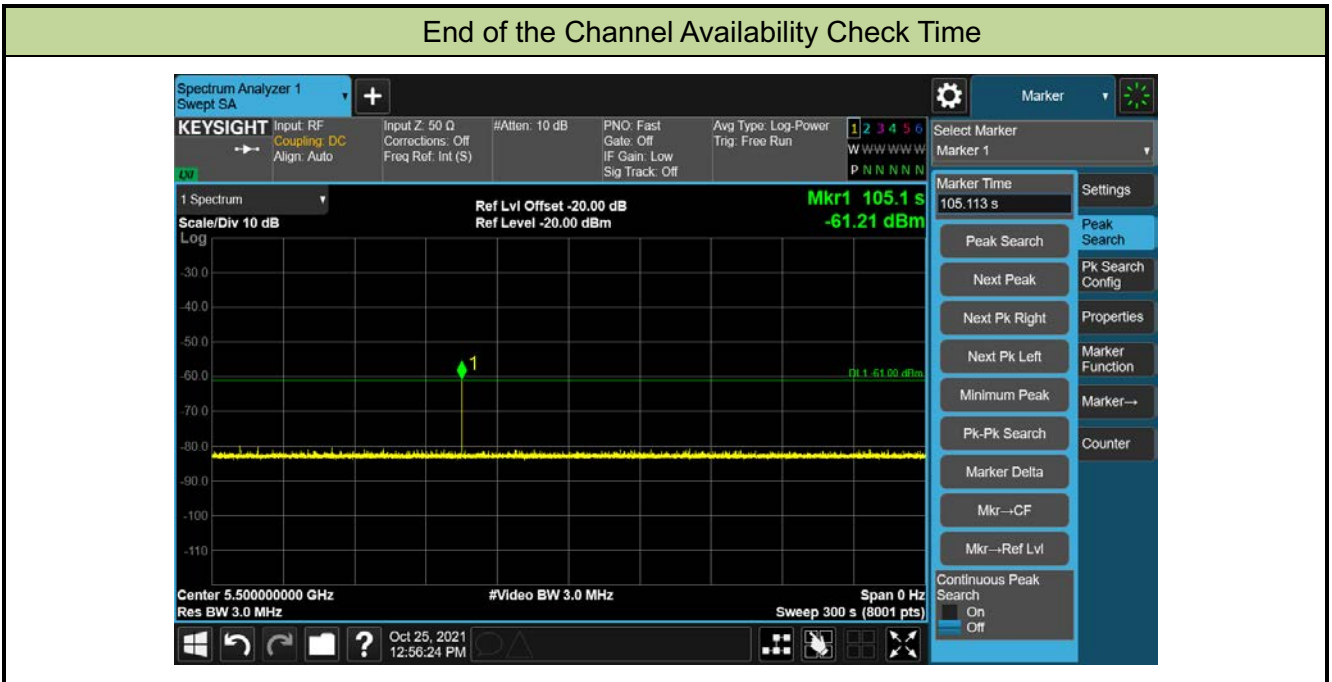 End of the Channel Availability Check Time
Spectrum Analyzer 1
Swept SA
+
Marker
KEYSIGHT
Input: RF
Coupling: DC
Align: Auto
Input Z: 50 Ω
Corrections: Off
Freq Ref: Int (S)
#Atten: 10 dB
PNO: Fast
Gate: Off
IF Gain: Low
Sig Track: Off
Avg Type: Log-Power
Trig: Free Run
1 2 3 4 5 6
W W W W W W
P N N N N N
LXI
Select Marker
Marker 1
1 Spectrum
Scale/Div 10 dB
Log
Ref Lvl Offset -20.00 dB
Ref Level -20.00 dBm
Mkr1 105.1 s
-61.21 dBm
-30.0
-40.0
-50.0
-60.0
-70.0
-80.0
-90.0
-100
-110
1
DL1 -61.00 dBm
Center 5.500000000 GHz
Res BW 3.0 MHz
#Video BW 3.0 MHz
Span 0 Hz
Sweep 300 s (8001 pts)
Marker Time
105.113 s
Peak Search
Next Peak
Next Pk Right
Next Pk Left
Minimum Peak
Pk-Pk Search
Marker Delta
Mkr→CF
Mkr→Ref Lvl
Continuous Peak
Search
On
Off
Settings
Peak
Search
Pk Search
Config
Properties
Marker
Function
Marker→
Counter
?
Oct 25, 2021
12:56:24 PM